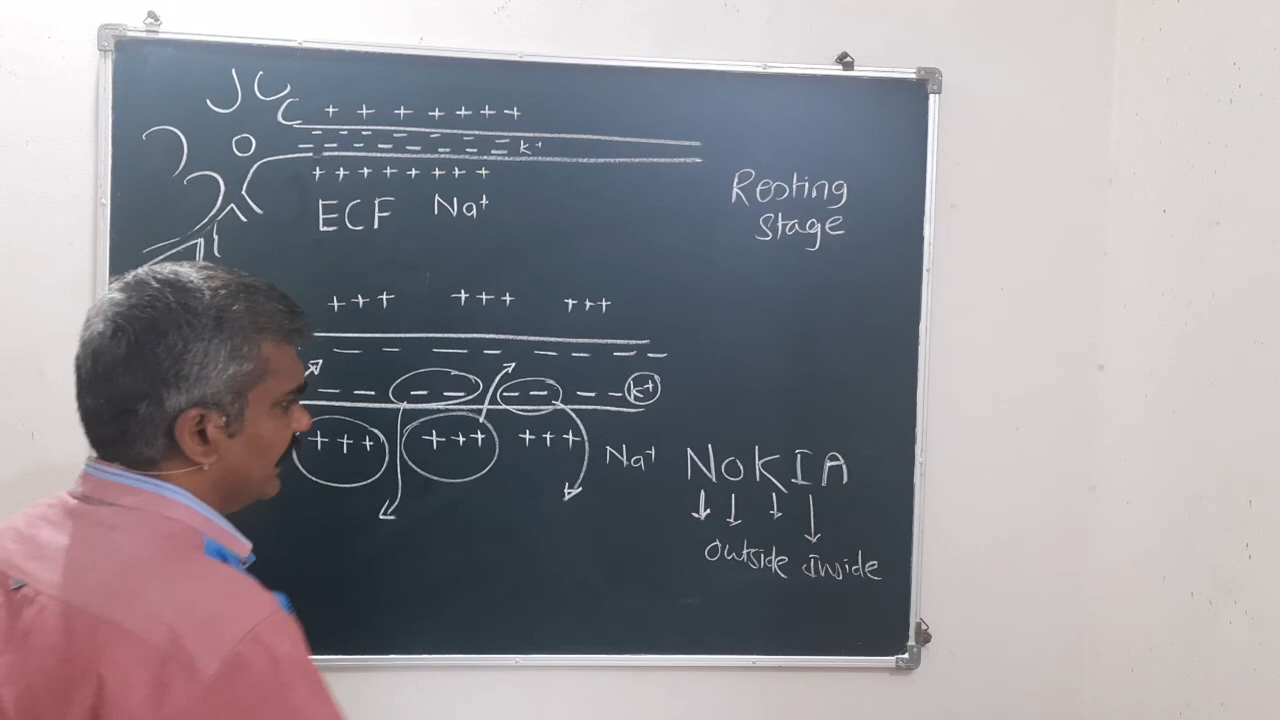 + + + + + + +
- - - - - - -
- - - - - - - K+
+ + + + + + + +
ECF Na+
Resting
Stage
+++ +++ +++
- - - - - - -
- - - - - - - - K+
+++ +++ +++ Na+
NOKIA
Outside Inside